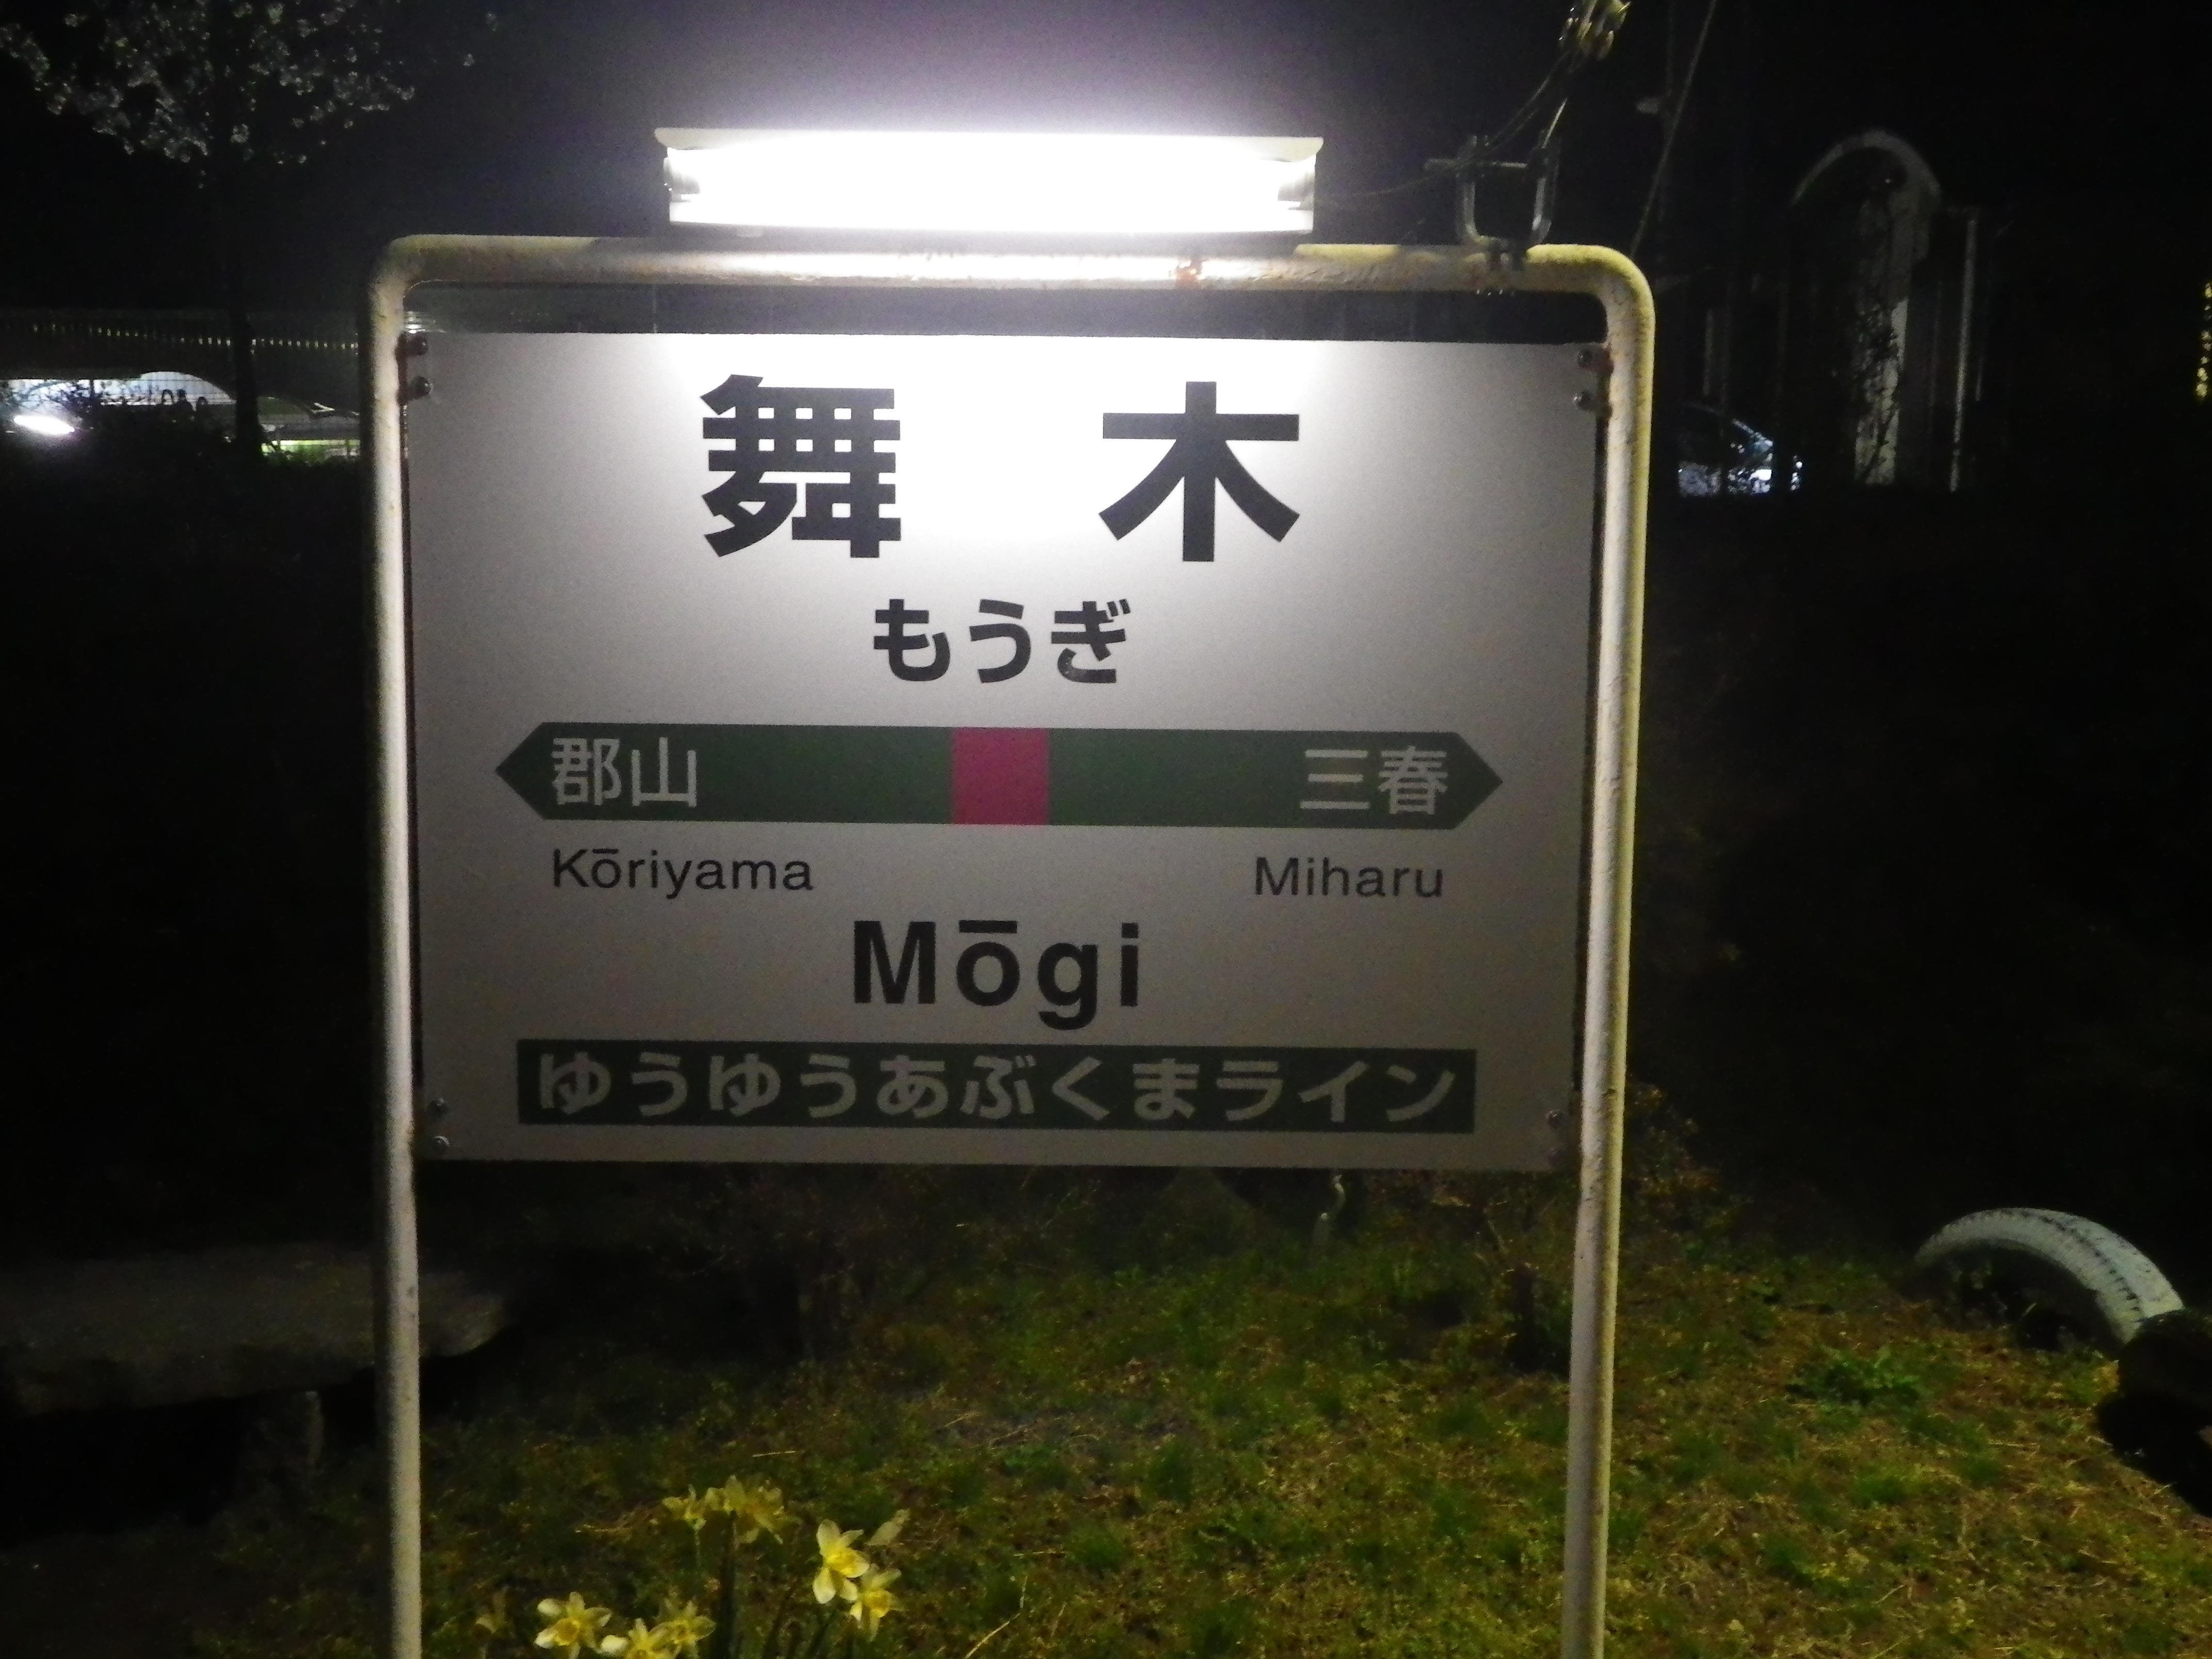 舞木
もうぎ
郡山 三春
Kōriyama Miharu
Mōgi
ゆうゆうあぶくまライン